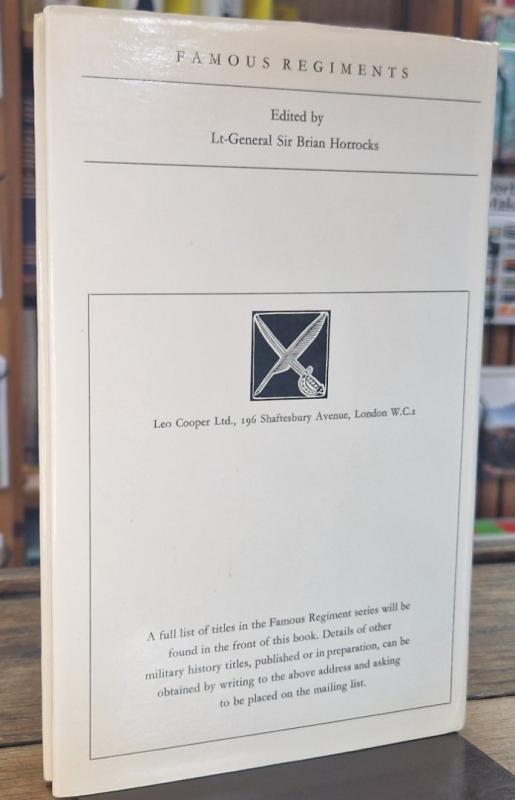 FAMOUS REGIMENTS
Edited by
Lt-General Sir Brian Horrocks
Leo Cooper Ltd., 196 Shaftesbury Avenue, London W.C.2
A full list of titles in the Famous Regiment series will be
found in the front of this book. Details of other
military history titles, published or in preparation, can be
obtained by writing to the above address and asking
to be placed on the mailing list.